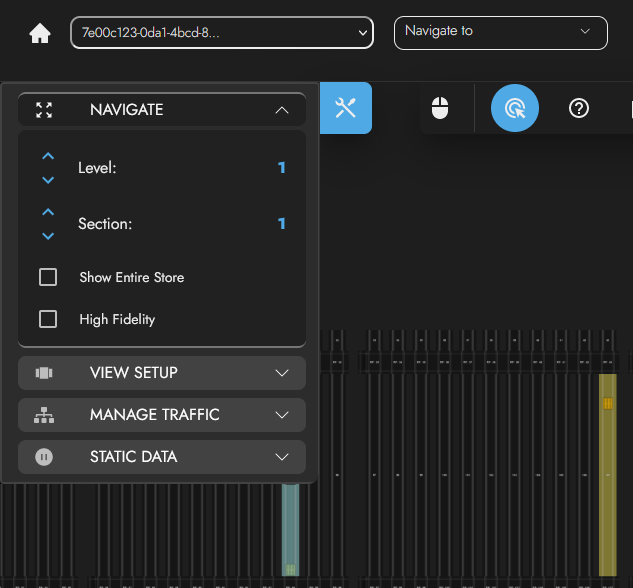 7e00c123-0da1-4bcd-8...
Navigate to
NAVIGATE
Level: 1
Section: 1
Show Entire Store
High Fidelity
VIEW SETUP
MANAGE TRAFFIC
STATIC DATA